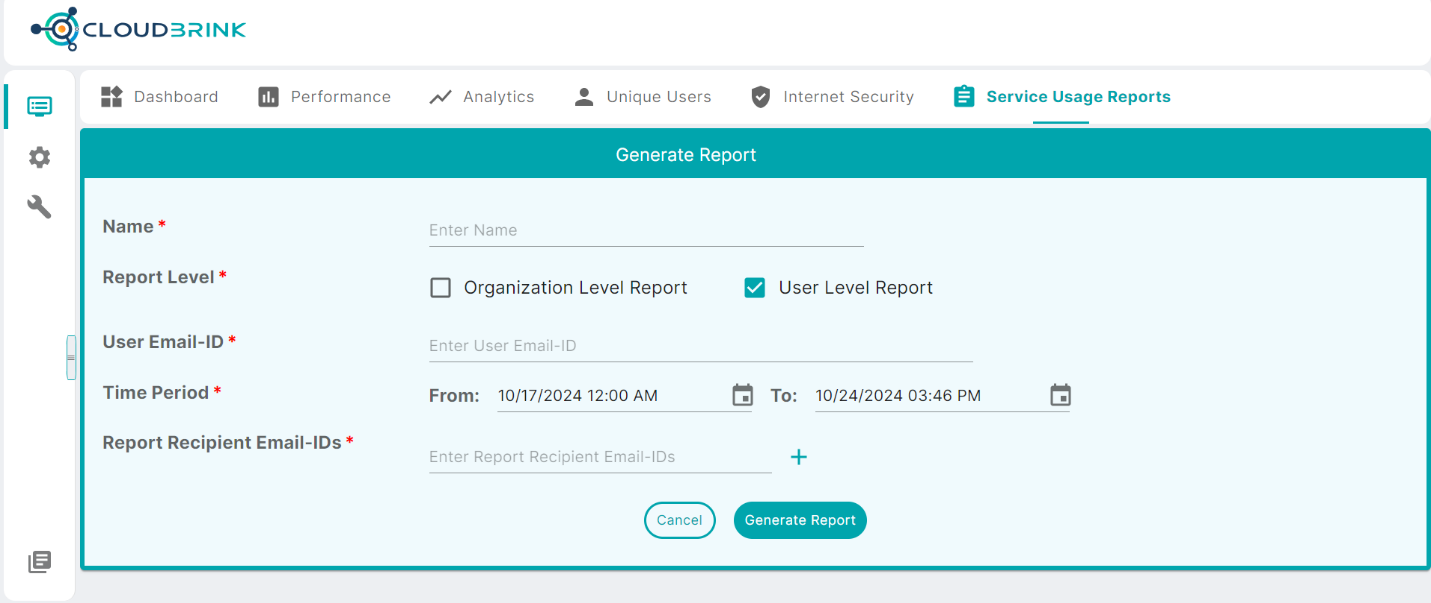 CLOUDBRINK
Dashboard Performance Analytics Unique Users Internet Security Service Usage Reports
Generate Report
Name *
Enter Name
Report Level *
Organization Level Report User Level Report
User Email-ID *
Enter User Email-ID
Time Period *
From: 10/17/2024 12:00 AM To: 10/24/2024 03:46 PM
Report Recipient Email-IDs *
Enter Report Recipient Email-IDs +
Cancel Generate Report